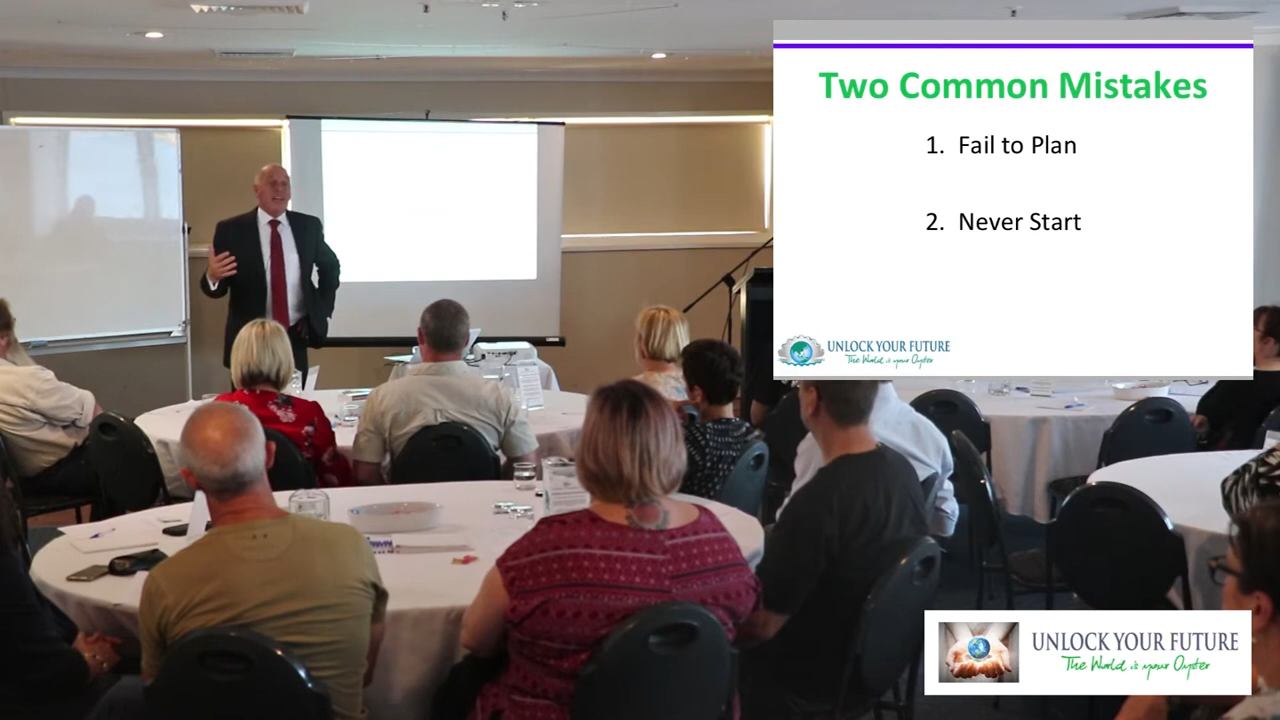 Two Common Mistakes
1. Fail to Plan
2. Never Start
UNLOCK YOUR FUTURE
The World is your Oyster
UNLOCK YOUR FUTURE
The World is your Oyster